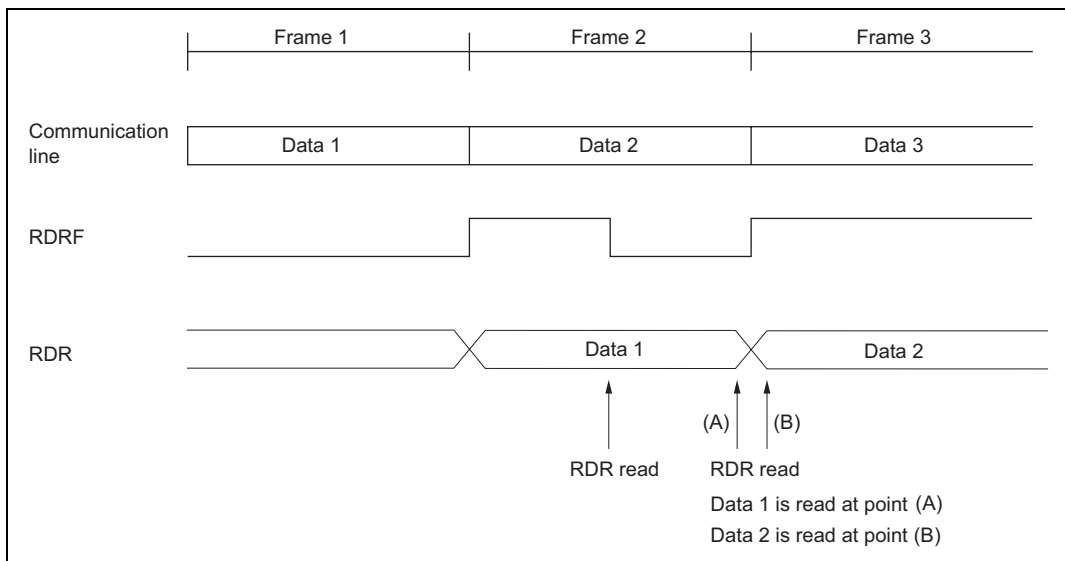 Frame 1
Frame 2
Frame 3
Communication
line
Data 1
Data 2
Data 3
RDRF
RDR
Data 1
Data 2
(A)
(B)
RDR read
RDR read
Data 1 is read at point (A)
Data 2 is read at point (B)